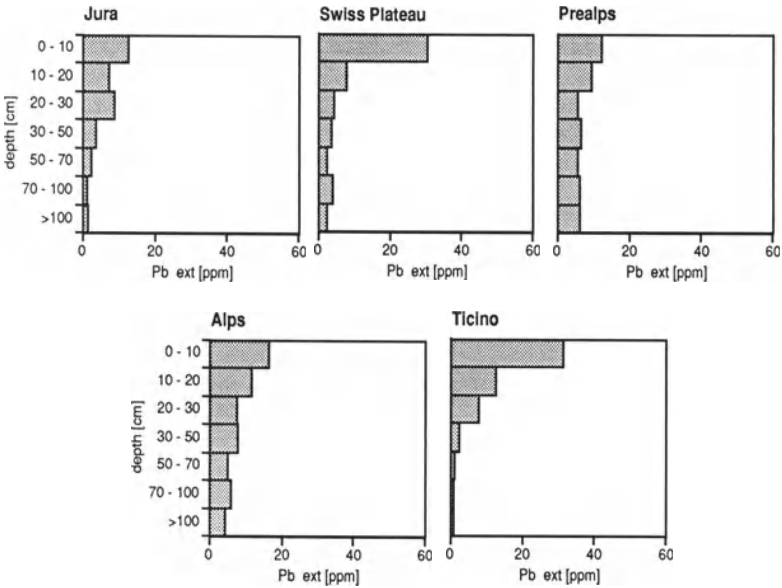 Jura
Swiss Plateau
Prealps
depth [cm]
0 - 10
10 - 20
20 - 30
30 - 50
50 - 70
70 - 100
>100
0 20 40 60
Pb ext [ppm]
0 20 40 60
Pb ext [ppm]
0 20 40 60
Pb ext [ppm]
Alps
Ticino
depth [cm]
0 - 10
10 - 20
20 - 30
30 - 50
50 - 70
70 - 100
>100
0 20 40 60
Pb ext [ppm]
0 20 40 60
Pb ext [ppm]